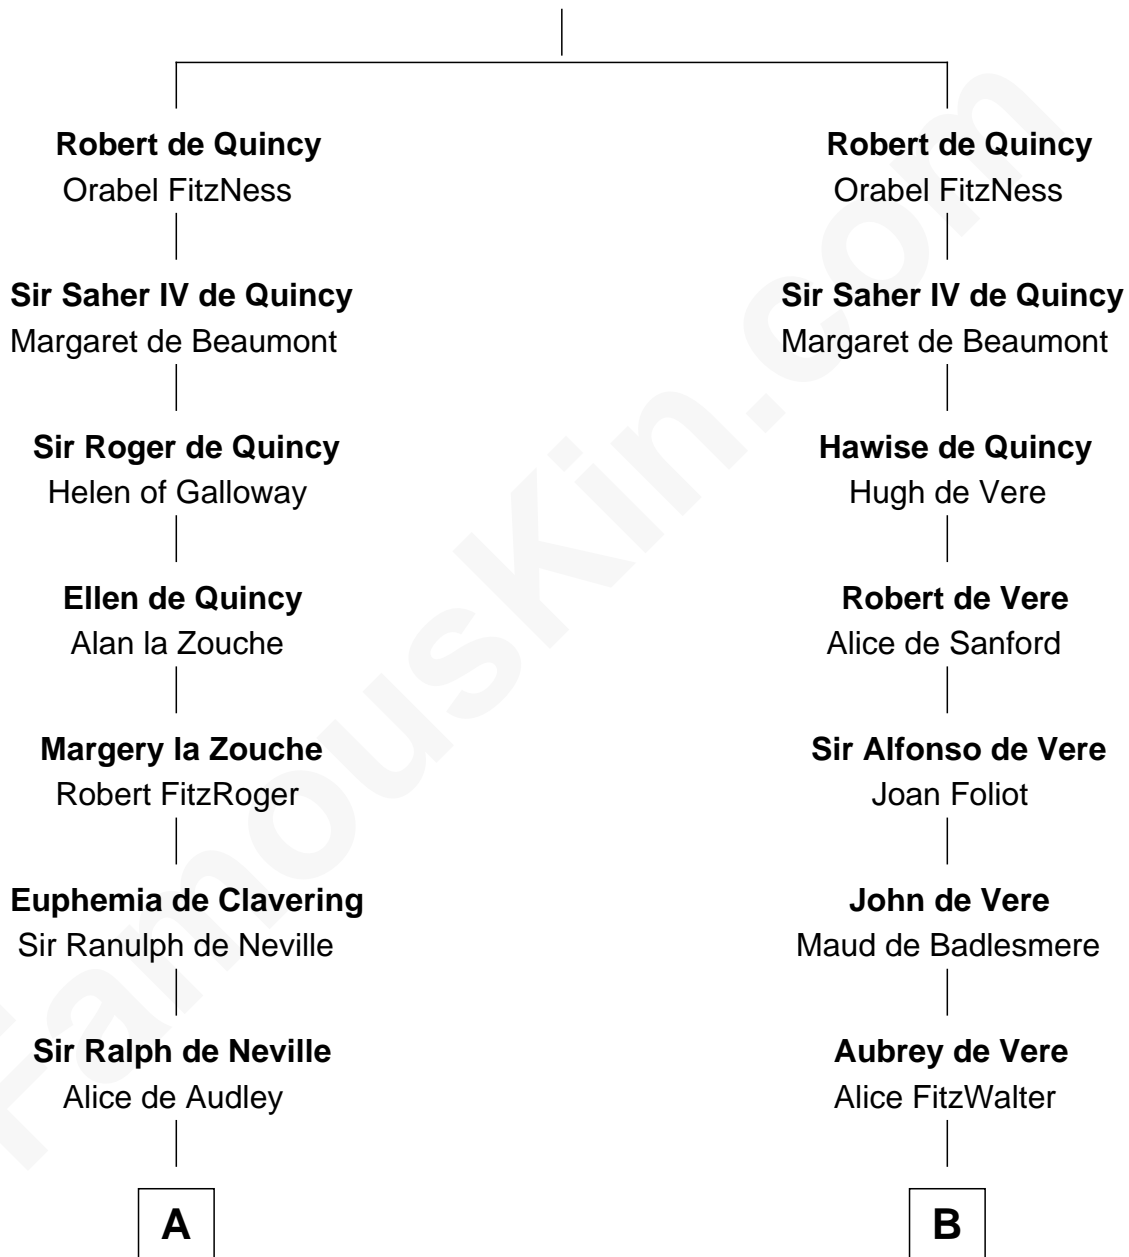 Robert de Quincy
Orabel FitzNess
Sir Saher IV de Quincy
Margaret de Beaumont
Sir Roger de Quincy
Helen of Galloway
Ellen de Quincy
Alan la Zouche
Margery la Zouche
Robert FitzRoger
Euphemia de Clavering
Sir Ranulph de Neville
Sir Ralph de Neville
Alice de Audley
A
Robert de Quincy
Orabel FitzNess
Sir Saher IV de Quincy
Margaret de Beaumont
Hawise de Quincy
Hugh de Vere
Robert de Vere
Alice de Sanford
Sir Alfonso de Vere
Joan Foliot
John de Vere
Maud de Badlesmere
Aubrey de Vere
Alice FitzWalter
B
FamousKin.com